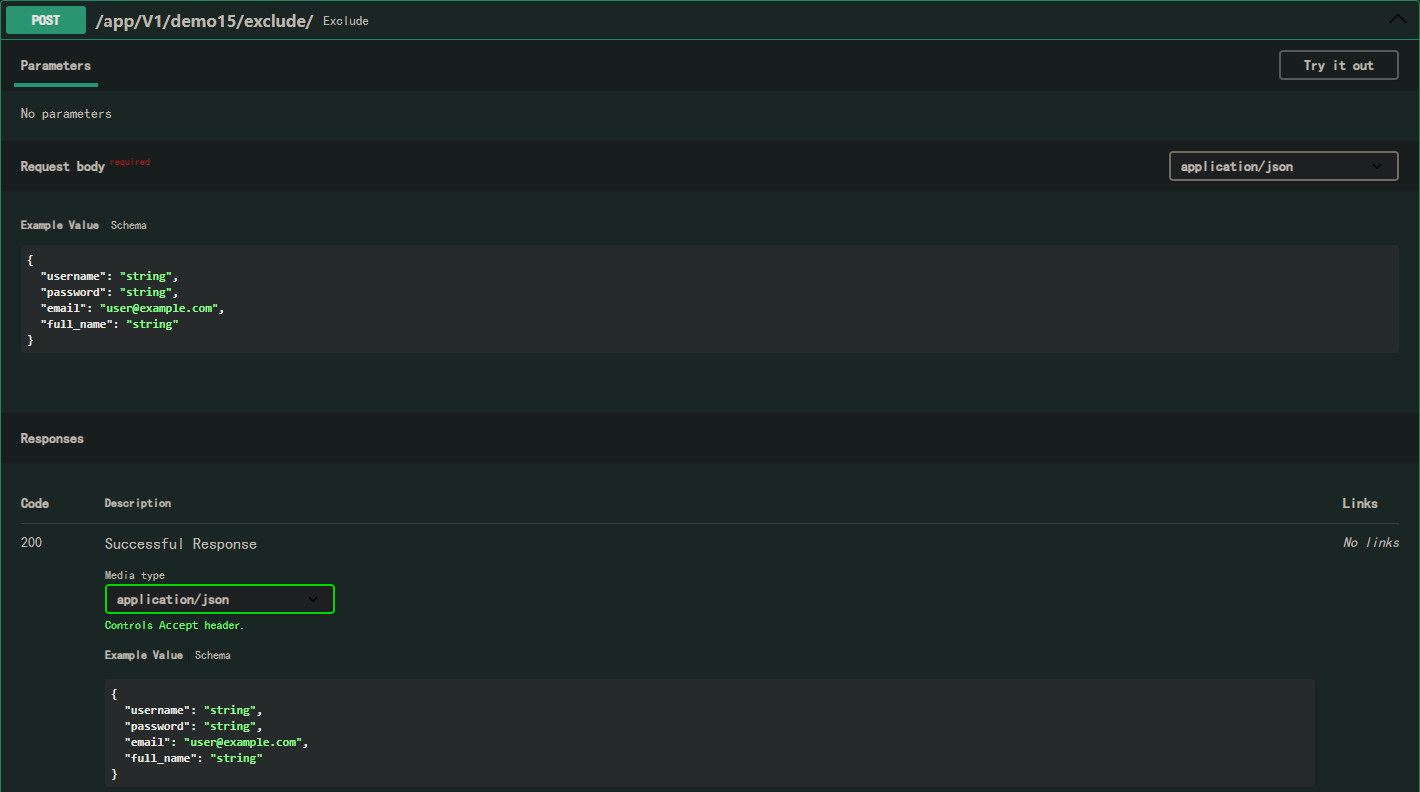 POST /app/V1/demo15/exclude/ Exclude
Parameters
Try it out
No parameters
Request body required
application/json
Example Value Schema
{
"username": "string",
"password": "string",
"email": "user@example.com",
"full_name": "string"
}
Responses
Code Description Links
200 Successful Response No links
Media type
application/json
Controls Accept header.
Example Value Schema
{
"username": "string",
"password": "string",
"email": "user@example.com",
"full_name": "string"
}